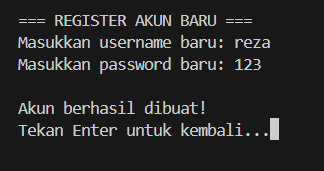 === REGISTER AKUN BARU ===
Masukkan username baru: reza
Masukkan password baru: 123
Akun berhasil dibuat!
Tekan Enter untuk kembali...